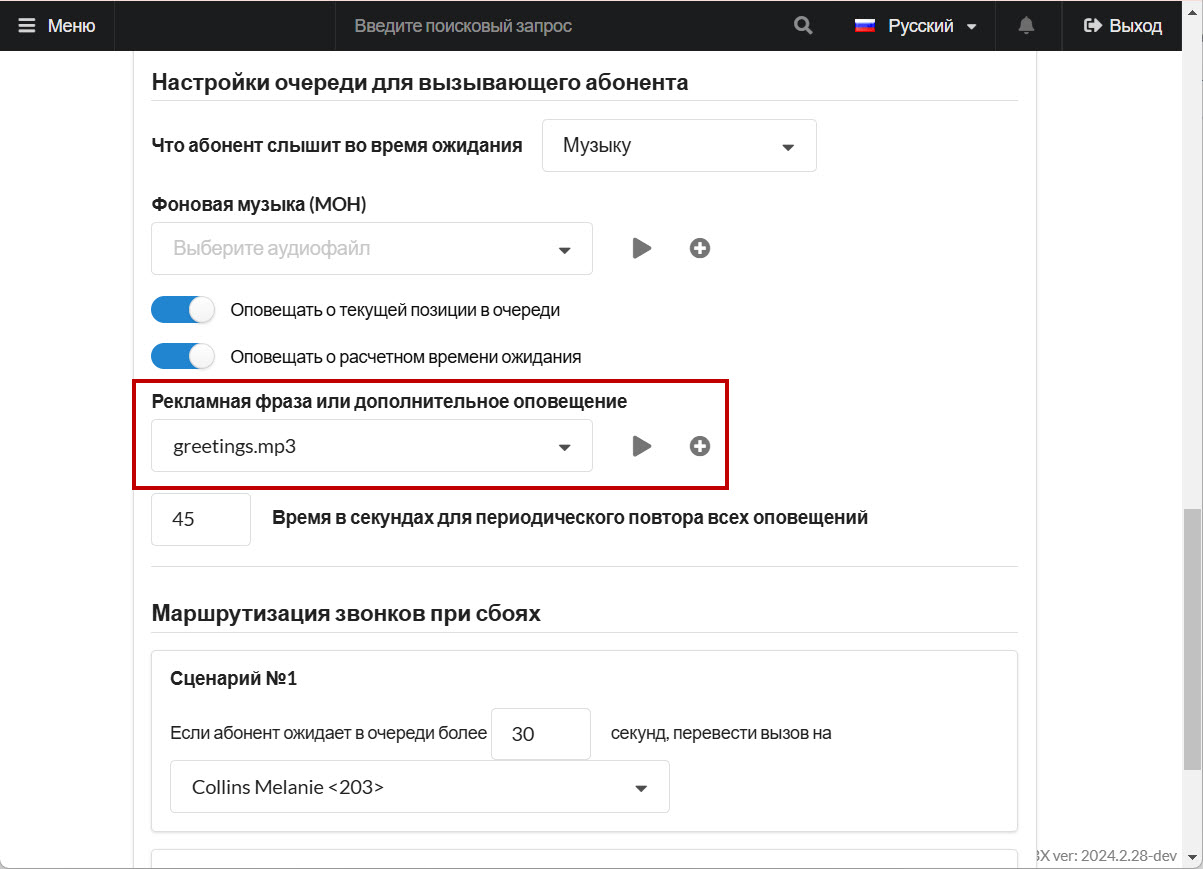 Меню Введите поисковый запрос Русский Выход
Настройки очереди для вызывающего абонента
Что абонент слышит во время ожидания Музыку
Фоновая музыка (MOH)
Выберите аудиофайл
Оповещать о текущей позиции в очереди
Оповещать о расчетном времени ожидания
Рекламная фраза или дополнительное оповещение
greetings.mp3
45 Время в секундах для периодического повтора всех оповещений
Маршрутизация звонков при сбоях
Сценарий №1
Если абонент ожидает в очереди более 30 секунд, перевести вызов на
Collins Melanie <203>
ver: 2024.2.28-dev